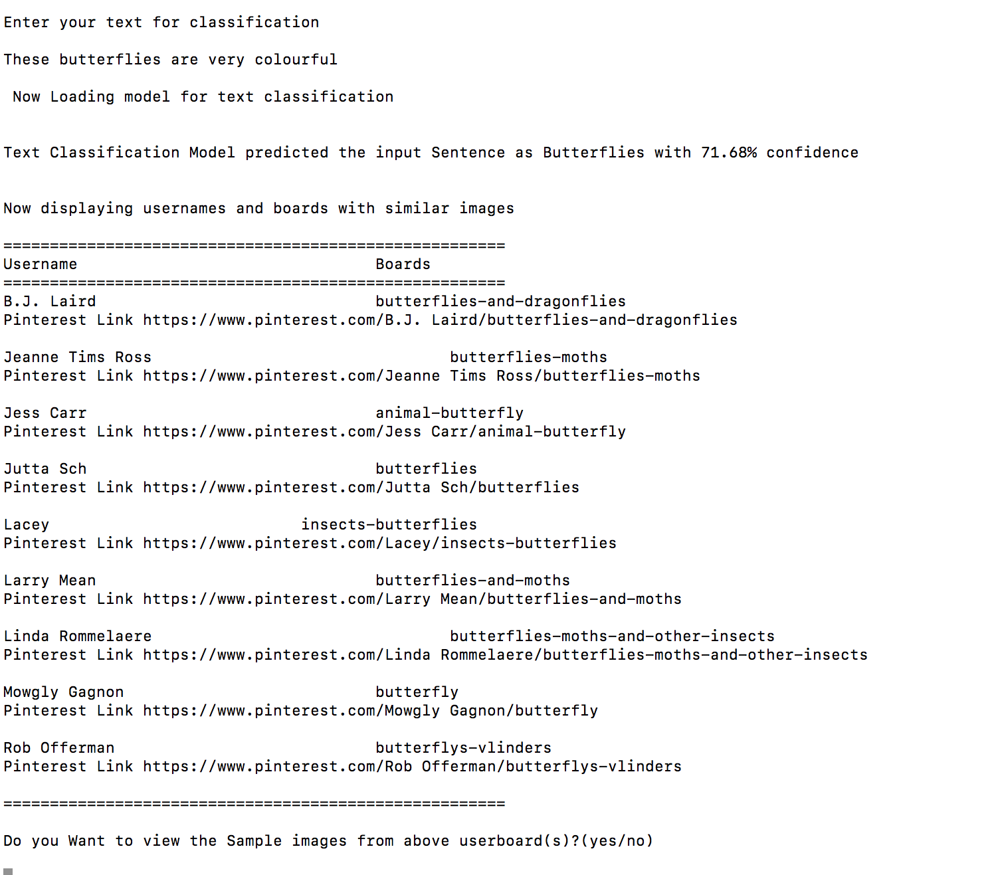 Enter your text for classification
These butterflies are very colourful
Now Loading model for text classification
Text Classification Model predicted the input Sentence as Butterflies with 71.68% confidence
Now displaying usernames and boards with similar images
======================================================
Username Boards
======================================================
B.J. Laird butterflies-and-dragonflies
Pinterest Link https://www.pinterest.com/B.J. Laird/butterflies-and-dragonflies
Jeanne Tims Ross butterflies-moths
Pinterest Link https://www.pinterest.com/Jeanne Tims Ross/butterflies-moths
Jess Carr animal-butterfly
Pinterest Link https://www.pinterest.com/Jess Carr/animal-butterfly
Jutta Sch butterflies
Pinterest Link https://www.pinterest.com/Jutta Sch/butterflies
Lacey insects-butterflies
Pinterest Link https://www.pinterest.com/Lacey/insects-butterflies
Larry Mean butterflies-and-moths
Pinterest Link https://www.pinterest.com/Larry Mean/butterflies-and-moths
Linda Rommelaere butterflies-moths-and-other-insects
Pinterest Link https://www.pinterest.com/Linda Rommelaere/butterflies-moths-and-other-insects
Mowgly Gagnon butterfly
Pinterest Link https://www.pinterest.com/Mowgly Gagnon/butterfly
Rob Offerman butterflys-vlinders
Pinterest Link https://www.pinterest.com/Rob Offerman/butterflys-vlinders
======================================================
Do you Want to view the Sample images from above userboard(s)?(yes/no)